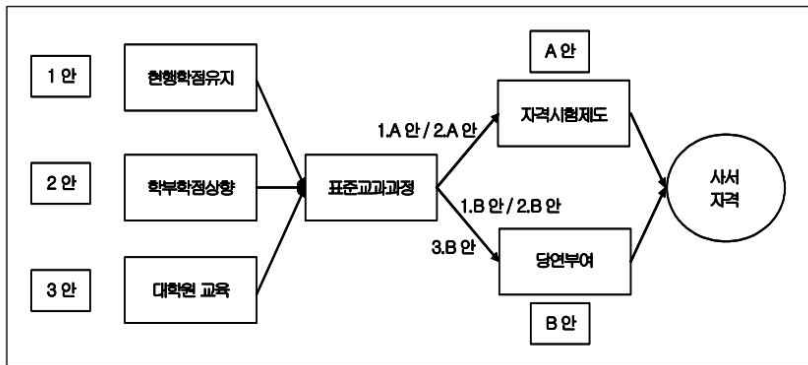 A 안
1 안
현행학점유지
자격시험제도
1.A 안 / 2.A 안
2 안
학부학점상향
표준교과과정
사서
자격
1.B 안 / 2.B 안
3.B 안
3 안
대학원 교육
당연부여
B 안